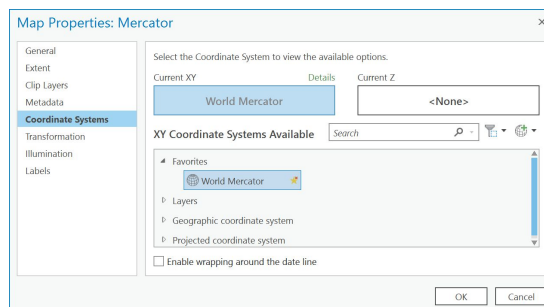 Map Properties: Mercator
General
Extent
Clip Layers
Metadata
Coordinate Systems
Transformation
Illumination
Labels
Select the Coordinate System to view the available options.
Current XY Details Current Z
World Mercator <None>
XY Coordinate Systems Available Search
Favorites
World Mercator
Layers
Geographic coordinate system
Projected coordinate system
Enable wrapping around the date line
OK Cancel